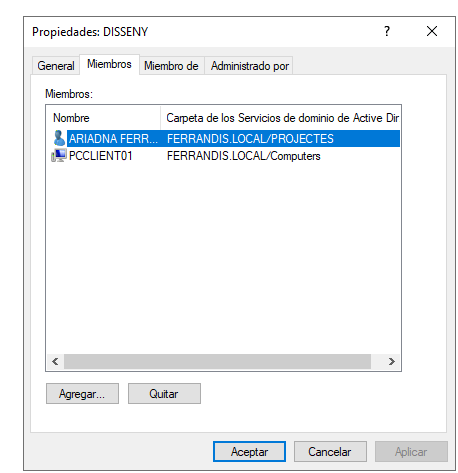 Propiedades: DISSENY ? ×
General Miembros Miembro de Administrado por
Miembros:
Nombre Carpeta de los Servicios de dominio de Active Dir
ARIADNA FERR... FERRANDIS.LOCAL/PROJECTES
PCCLIENT01 FERRANDIS.LOCAL/Computers
Agregar... Quitar
Aceptar Cancelar Aplicar